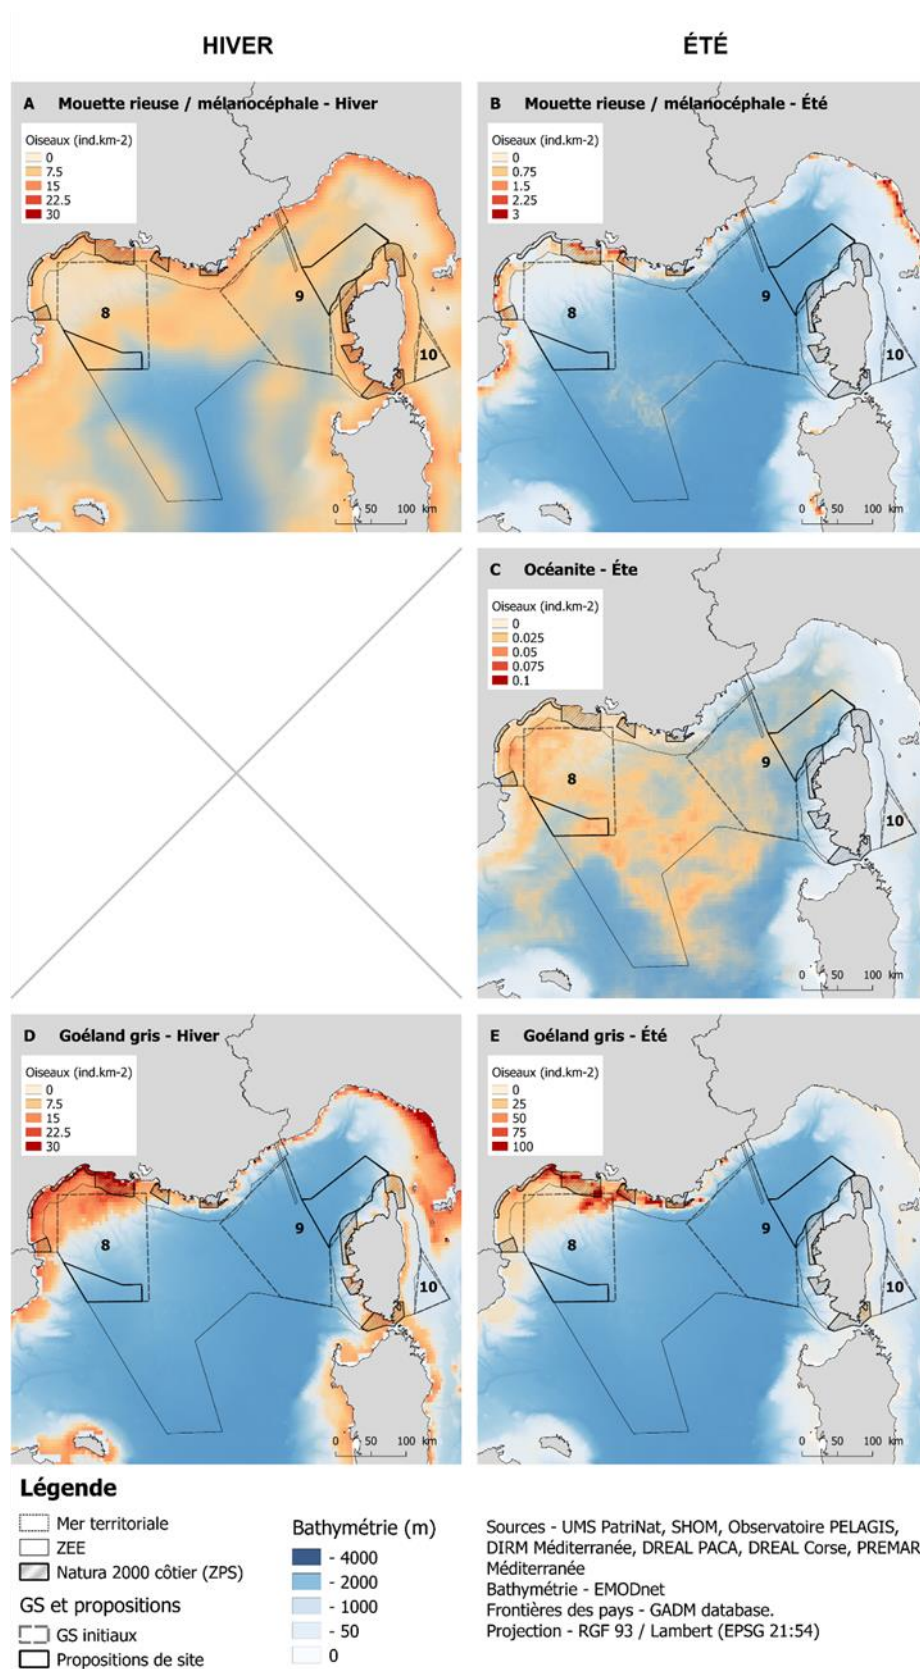 HIVER
ÉTÉ
A Mouette rieuse / mélanocéphale - Hiver
Oiseaux (ind.km-2)
0
7.5
15
22.5
30
8
9
10
0 50 100 km
B Mouette rieuse / mélanocéphale - Été
Oiseaux (ind.km-2)
0
0.75
1.5
2.25
3
8
9
10
0 50 100 km
C Océanite - Éte
Oiseaux (ind.km-2)
0
0.025
0.05
0.075
0.1
8
9
10
0 50 100 km
D Goéland gris - Hiver
Oiseaux (ind.km-2)
0
7.5
15
22.5
30
8
9
10
0 50 100 km
E Goéland gris - Été
Oiseaux (ind.km-2)
0
25
50
75
100
8
9
10
0 50 100 km
Légende
Mer territoriale
ZEE
Natura 2000 côtier (ZPS)
GS et propositions
GS initiaux
Propositions de site
Bathymétrie (m)
- 4000
- 2000
- 1000
- 50
0
Sources - UMS PatriNat, SHOM, Observatoire PELAGIS,
DIRM Méditerranée, DREAL PACA, DREAL Corse, PREMAR
Méditerranée
Bathymétrie - EMODnet
Frontières des pays - GADM database.
Projection - RGF 93 / Lambert (EPSG 21:54)